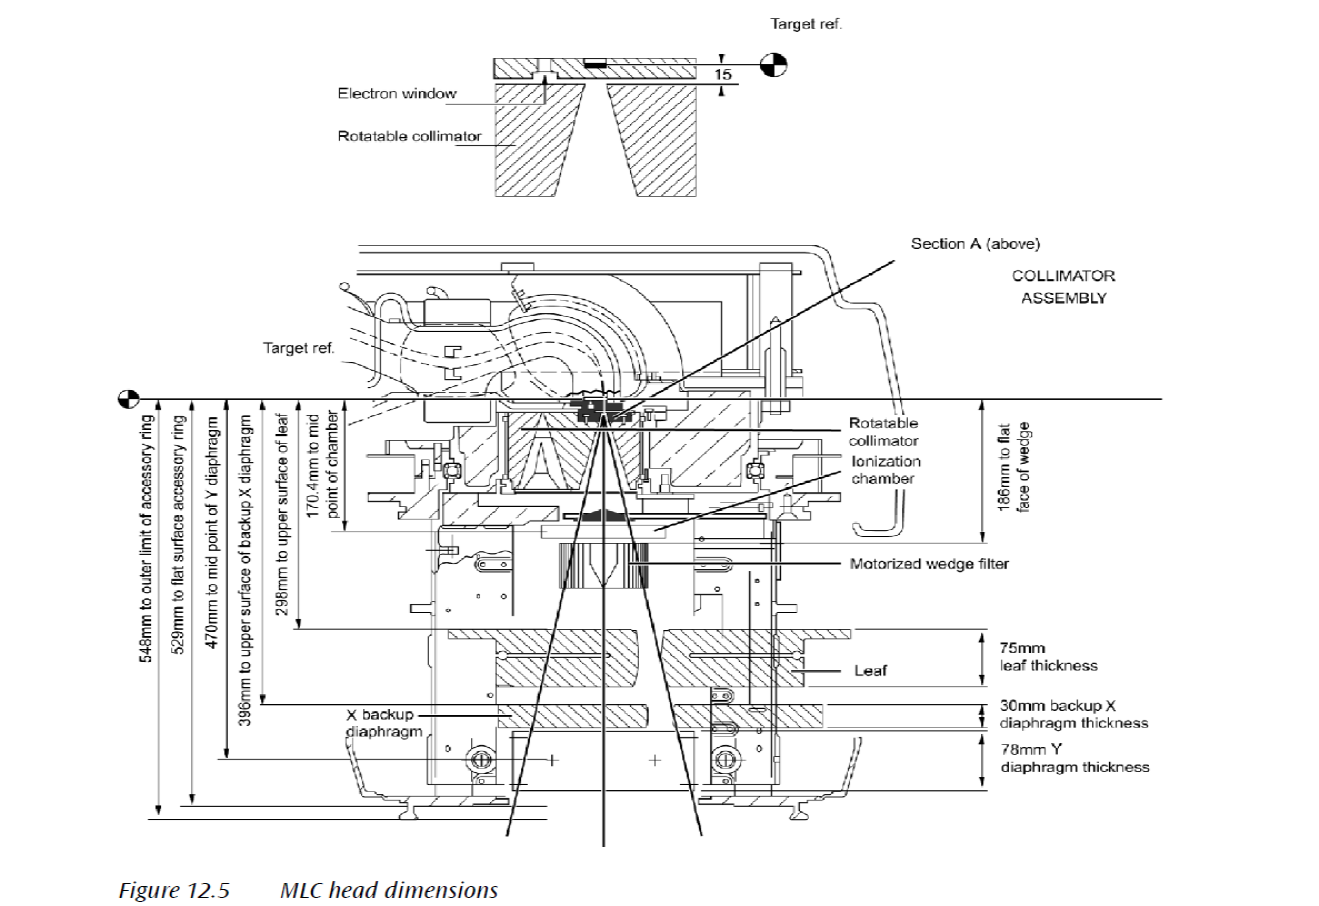 Target ref.
15
Electron window
Rotatable collimator
Section A (above)
COLLIMATOR
ASSEMBLY
Target ref.
548mm to outer limit of accessory ring
529mm to flat surface accessory ring
470mm to mid point of Y diaphragm
396mm to upper surface of backup X diaphragm
298mm to upper surface of leaf
170.4mm to mid
point of chamber
Rotatable
collimator
Ionization
chamber
186mm to flat
face of wedge
Motorized wedge filter
75mm
leaf thickness
Leaf
30mm backup X
diaphragm thickness
X backup
diaphragm
78mm Y
diaphragm thickness
Figure 12.5 MLC head dimensions